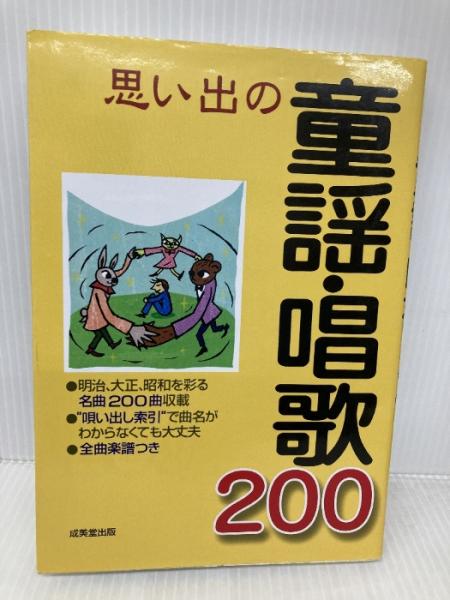 思い出の
童謡・唱歌
200
●明治、大正、昭和を彩る
名曲200曲収載
●“唄い出し索引”で曲名が
わからなくても大丈夫
●全曲楽譜つき
成美堂出版